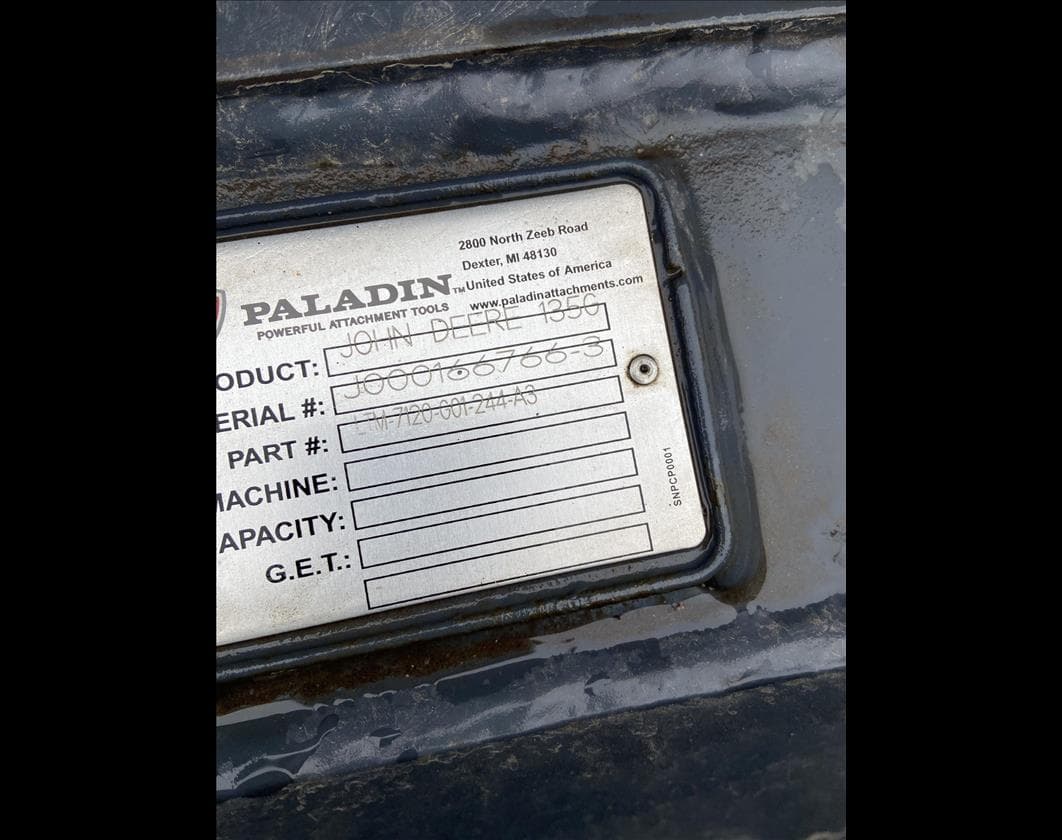 2800 North Zeeb Road
Dexter, MI 48130
United States of America
www.paladinattachments.com
PALADIN™
POWERFUL ATTACHMENT TOOLS
ODUCT: JOHN DEERE 135G
ERIAL #: J000166766-3
PART #: LTM-7120-G01-244-A3
MACHINE:
APACITY:
G.E.T.:
SNPCP0001